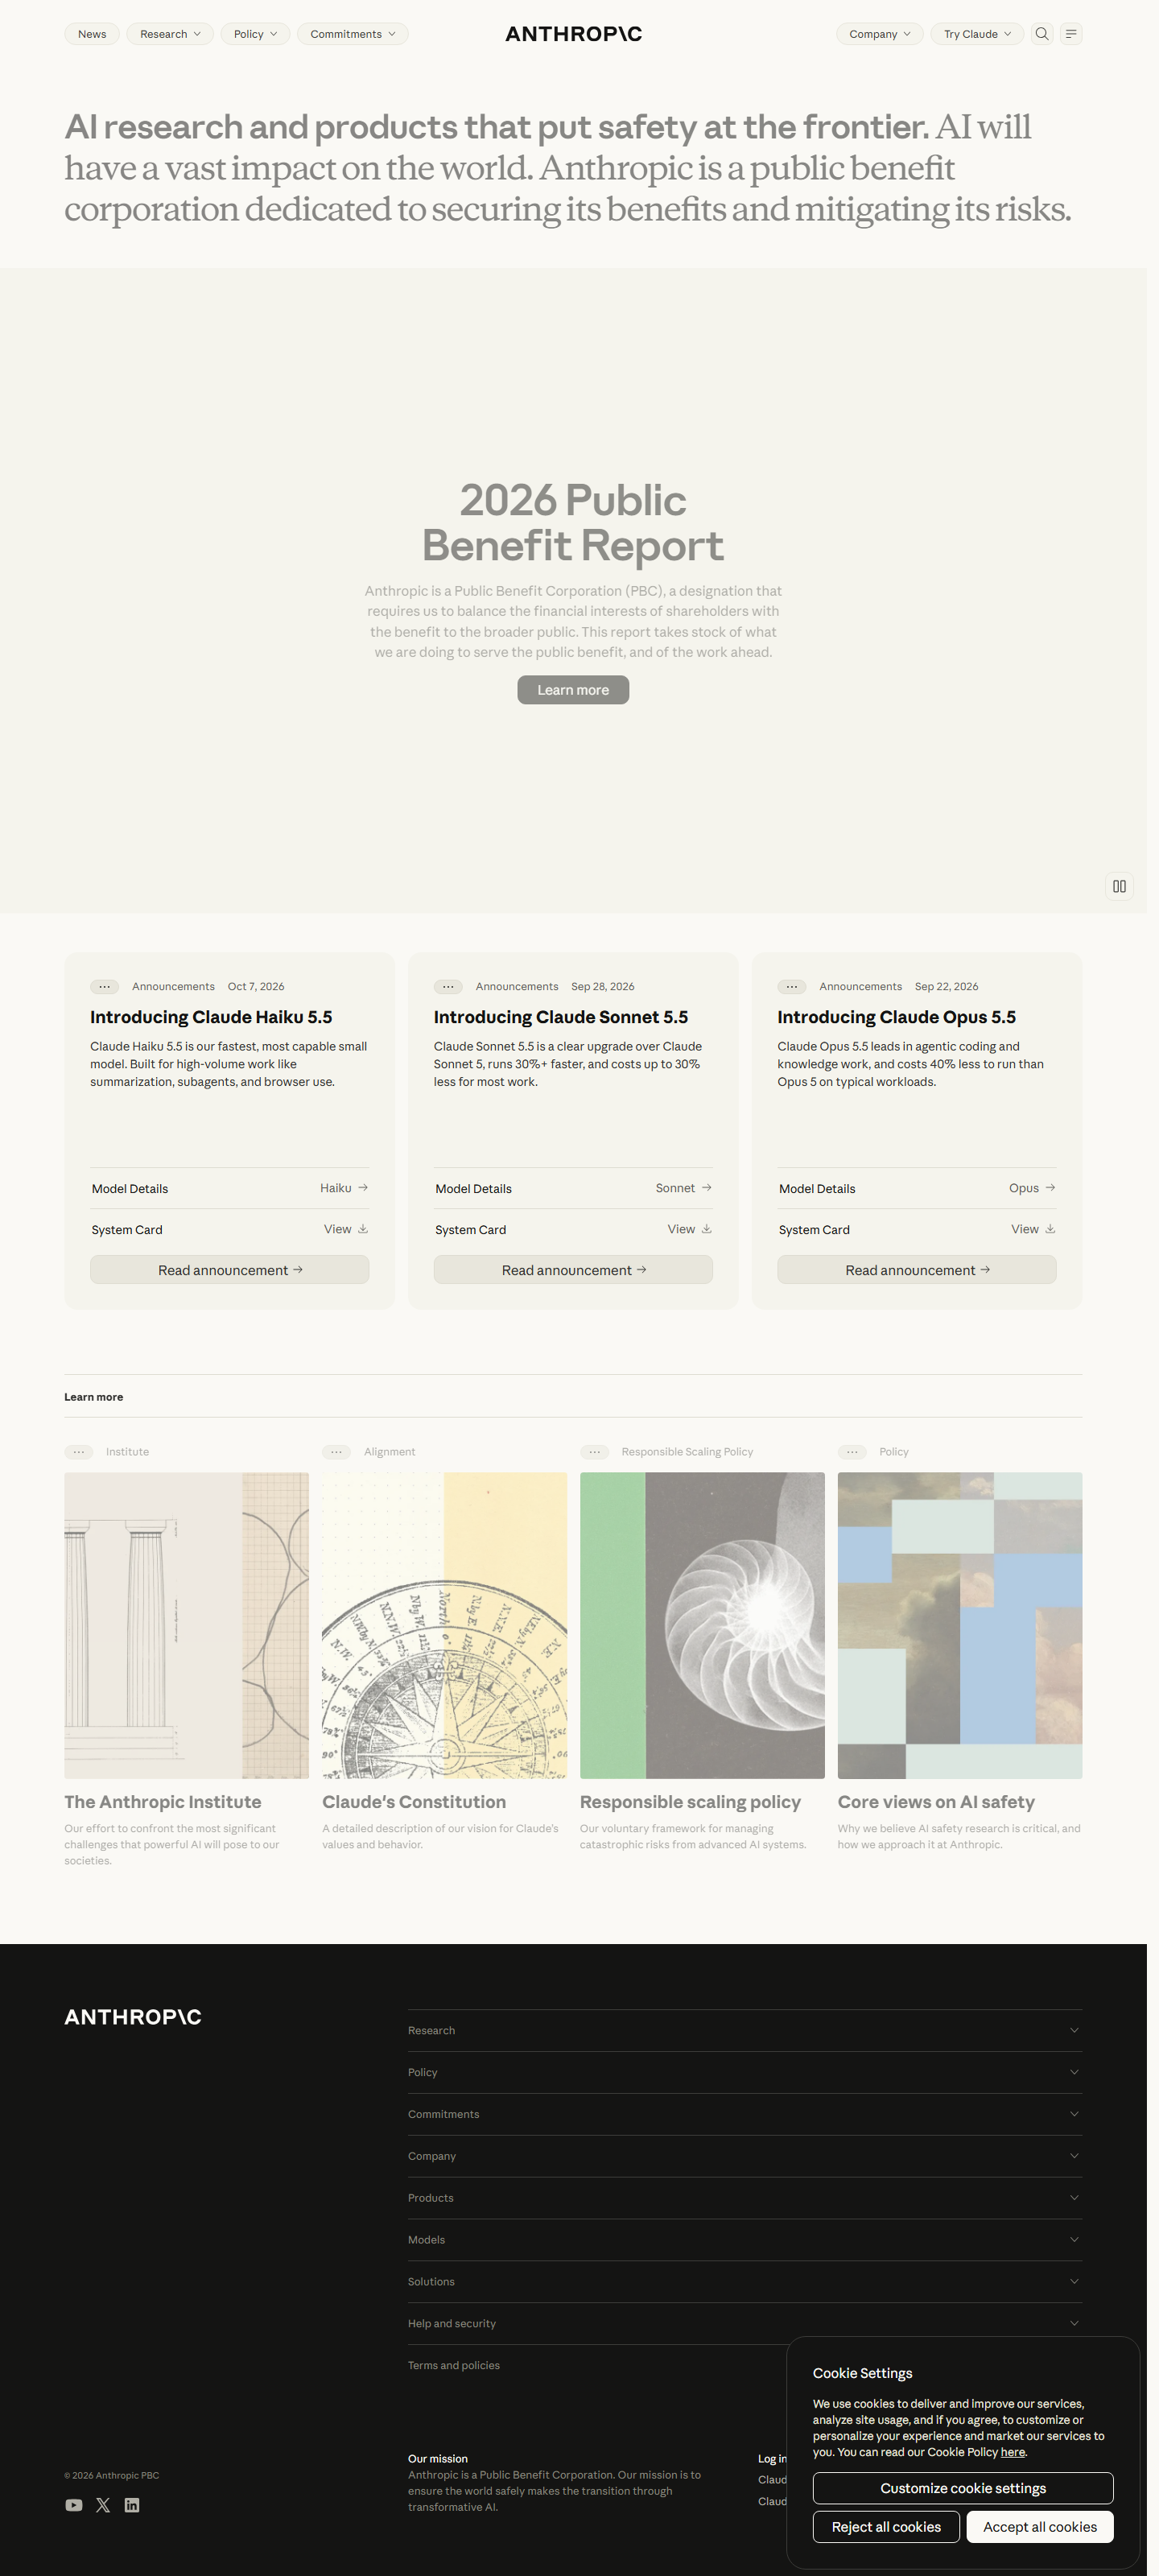 News
Research
Policy
Commitments
ANTHROP\C
Company
Try Claude
AI research and products that put safety at the frontier. AI will
have a vast impact on the world. Anthropic is a public benefit
corporation dedicated to securing its benefits and mitigating its risks.
2026 Public
Benefit Report
Anthropic is a Public Benefit Corporation (PBC), a designation that
requires us to balance the financial interests of shareholders with
the benefit to the broader public. This report takes stock of what
we are doing to serve the public benefit, and of the work ahead.
Learn more
Announcements Oct 7, 2026
Introducing Claude Haiku 5.5
Claude Haiku 5.5 is our fastest, most capable small
model. Built for high-volume work like
summarization, subagents, and browser use.
Model Details Haiku
System Card View
Read announcement
Announcements Sep 28, 2026
Introducing Claude Sonnet 5.5
Claude Sonnet 5.5 is a clear upgrade over Claude
Sonnet 5, runs 30%+ faster, and costs up to 30%
less for most work.
Model Details Sonnet
System Card View
Read announcement
Announcements Sep 22, 2026
Introducing Claude Opus 5.5
Claude Opus 5.5 leads in agentic coding and
knowledge work, and costs 40% less to run than
Opus 5 on typical workloads.
Model Details Opus
System Card View
Read announcement
Learn more
Institute
The Anthropic Institute
Our effort to confront the most significant
challenges that powerful AI will pose to our
societies.
Alignment
North
N.by W.
N.by E.
N.N.W.
N.N.E.
N.W.
N.E.
90°
Claude's Constitution
A detailed description of our vision for Claude's
values and behavior.
Responsible Scaling Policy
Responsible scaling policy
Our voluntary framework for managing
catastrophic risks from advanced AI systems.
Policy
Core views on AI safety
Why we believe AI safety research is critical, and
how we approach it at Anthropic.
ANTHROP\C
Research
Policy
Commitments
Company
Products
Models
Solutions
Help and security
Terms and policies
© 2026 Anthropic PBC
Our mission
Anthropic is a Public Benefit Corporation. Our mission is to
ensure the world safely makes the transition through
transformative AI.
Log in
Claud
Claud
Cookie Settings
We use cookies to deliver and improve our services,
analyze site usage, and if you agree, to customize or
personalize your experience and market our services to
you. You can read our Cookie Policy here.
Customize cookie settings
Reject all cookies
Accept all cookies